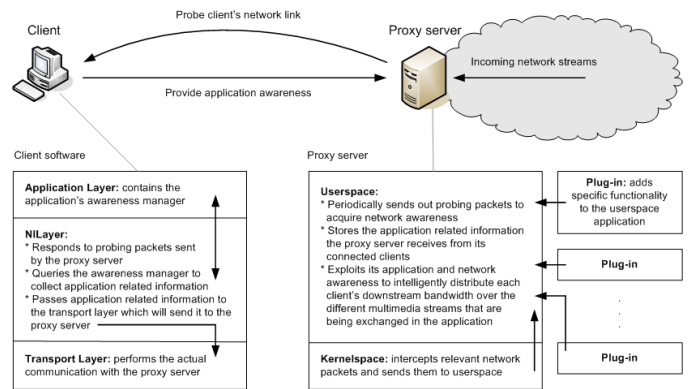 Probe client's network link
Client
Proxy server
Incoming network streams
Provide application awareness
Client software
Application Layer: contains the
application's awareness manager
NILayer:
* Responds to probing packets sent
by the proxy server
* Queries the awareness manager to
collect application related information
* Passes application related information to
the transport layer which will send it to the
proxy server
Transport Layer: performs the actual
communication with the proxy server
Proxy server
Userspace:
* Periodically sends out probing packets to
acquire network awareness
* Stores the application related information
the proxy server receives from its
connected clients
* Exploits its application and network
awareness to intelligently distribute each
client's downstream bandwidth over the
different multimedia streams that are
being exchanged in the application
Kernelspace: intercepts relevant network
packets and sends them to userspace
Plug-in: adds
specific functionality
to the userspace
application
Plug-in
.
.
.
Plug-in